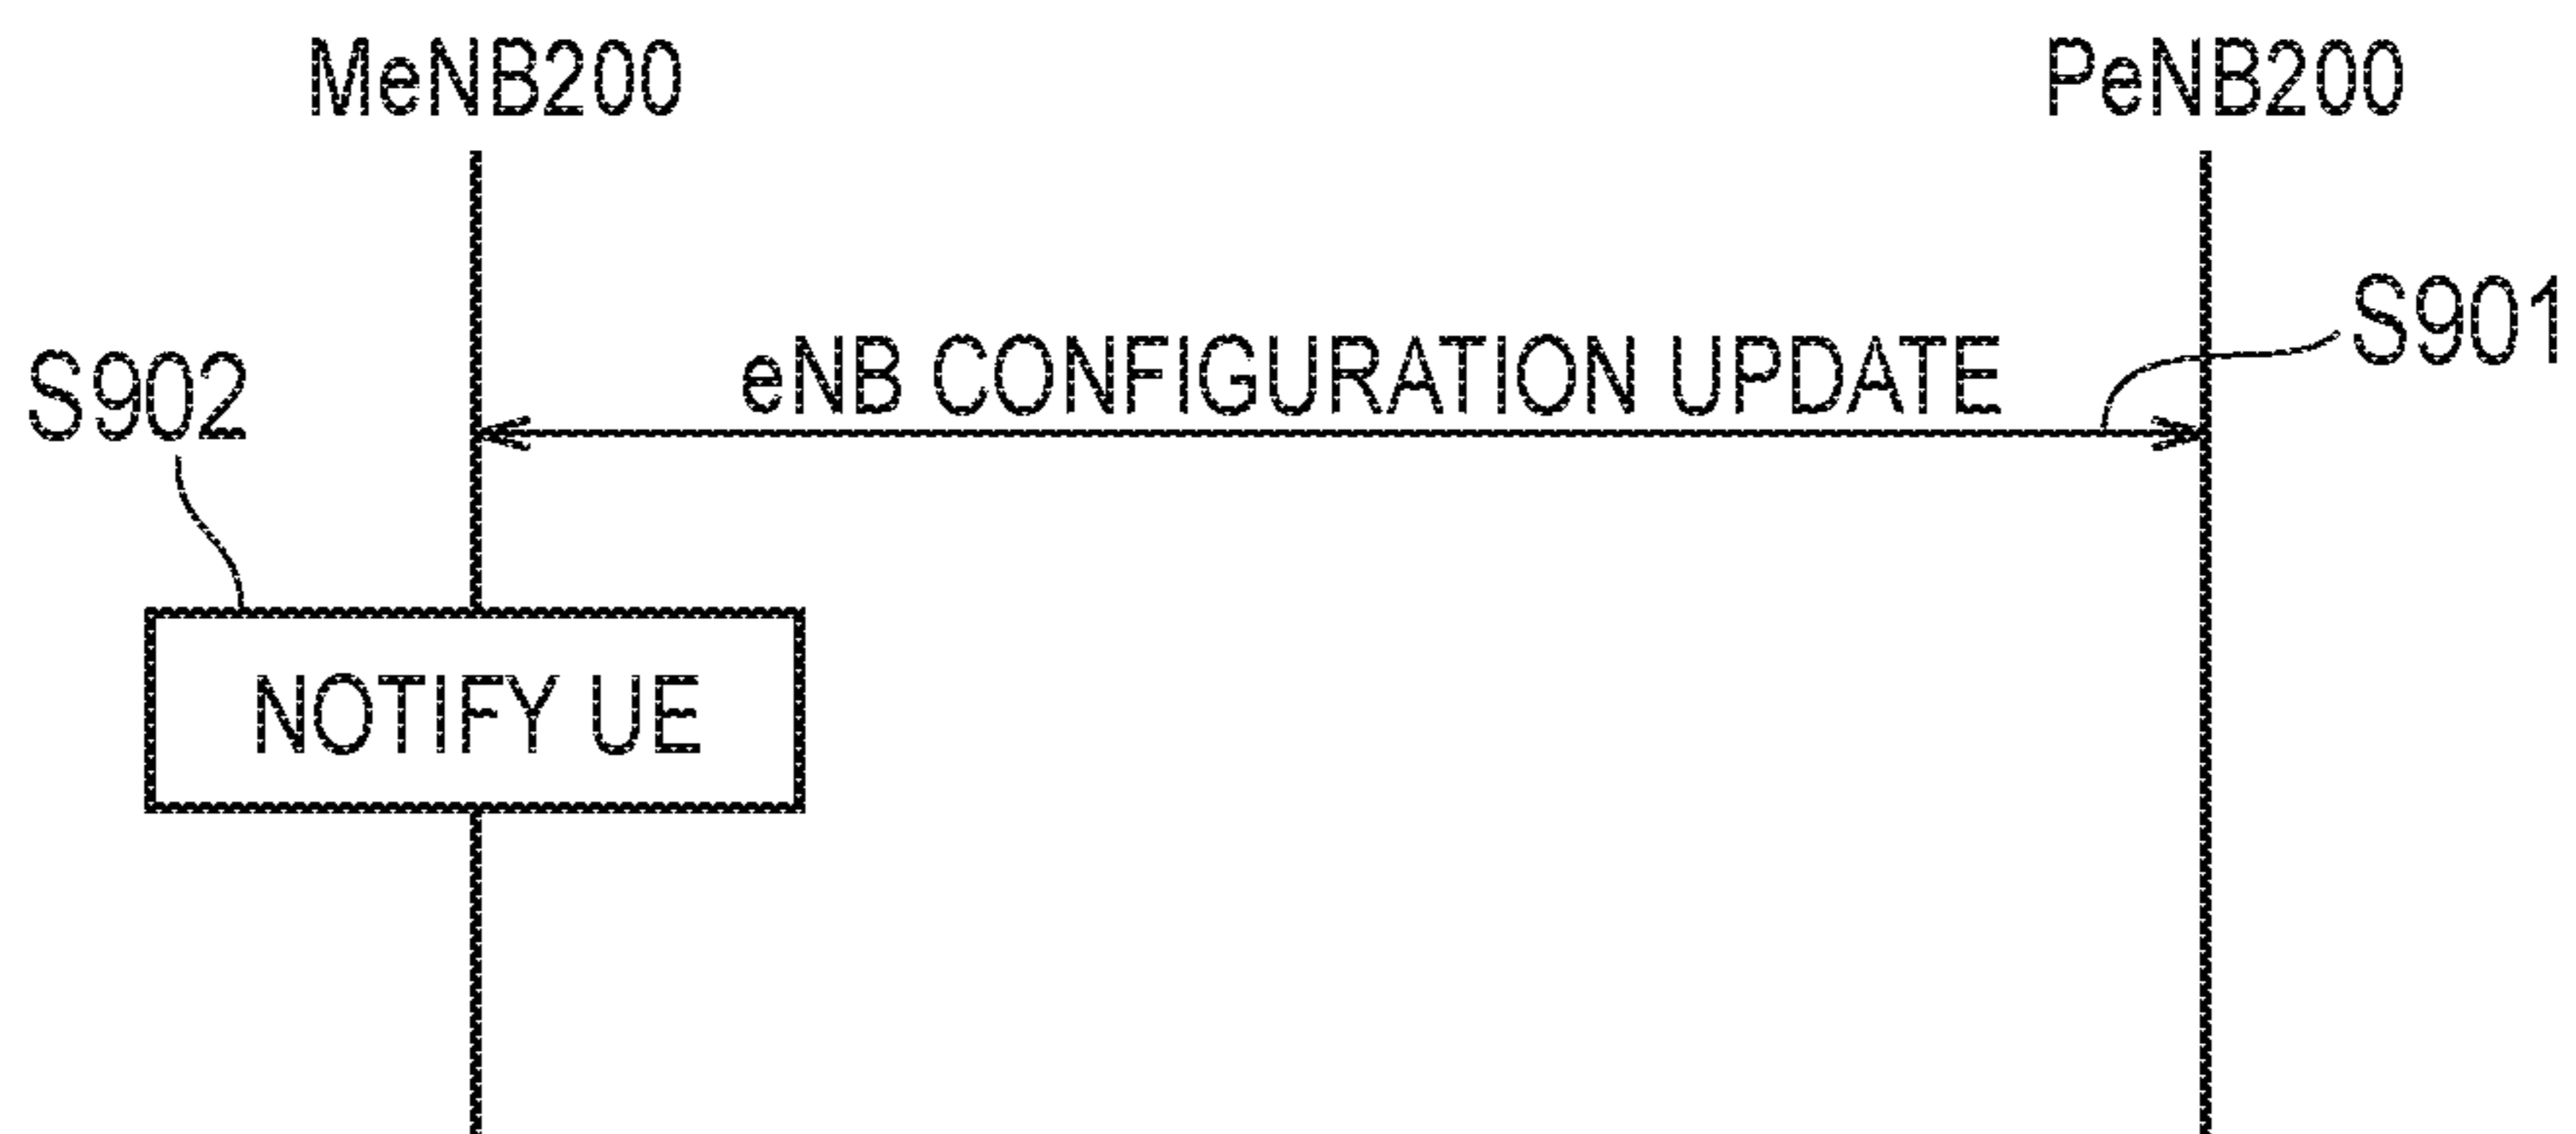 MeNB200
PeNB200
S901
eNB CONFIGURATION UPDATE
S902
NOTIFY UE